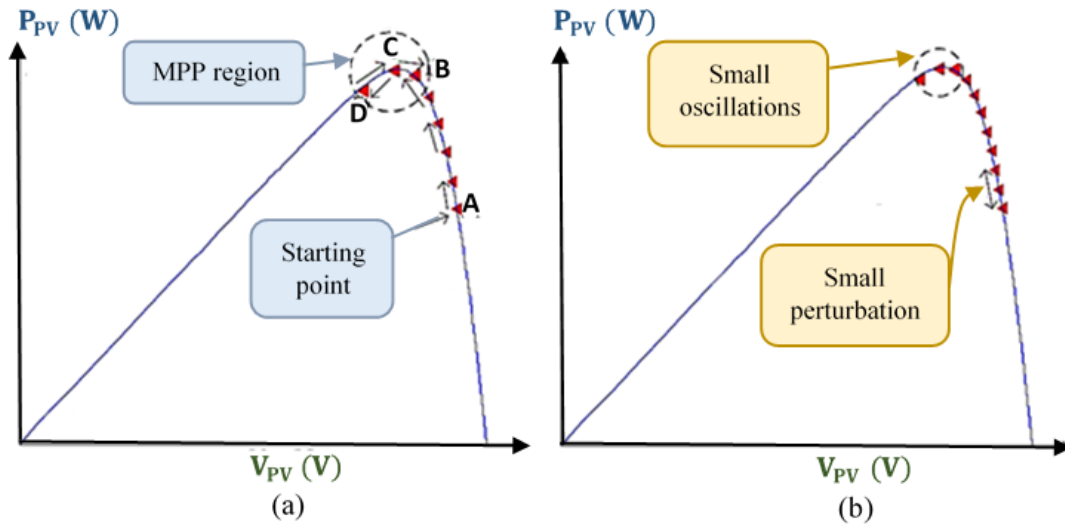 P_PV (W)
MPP region
C
B
D
A
Starting
point
V_PV (V)
(a)
P_PV (W)
Small
oscillations
Small
perturbation
V_PV (V)
(b)